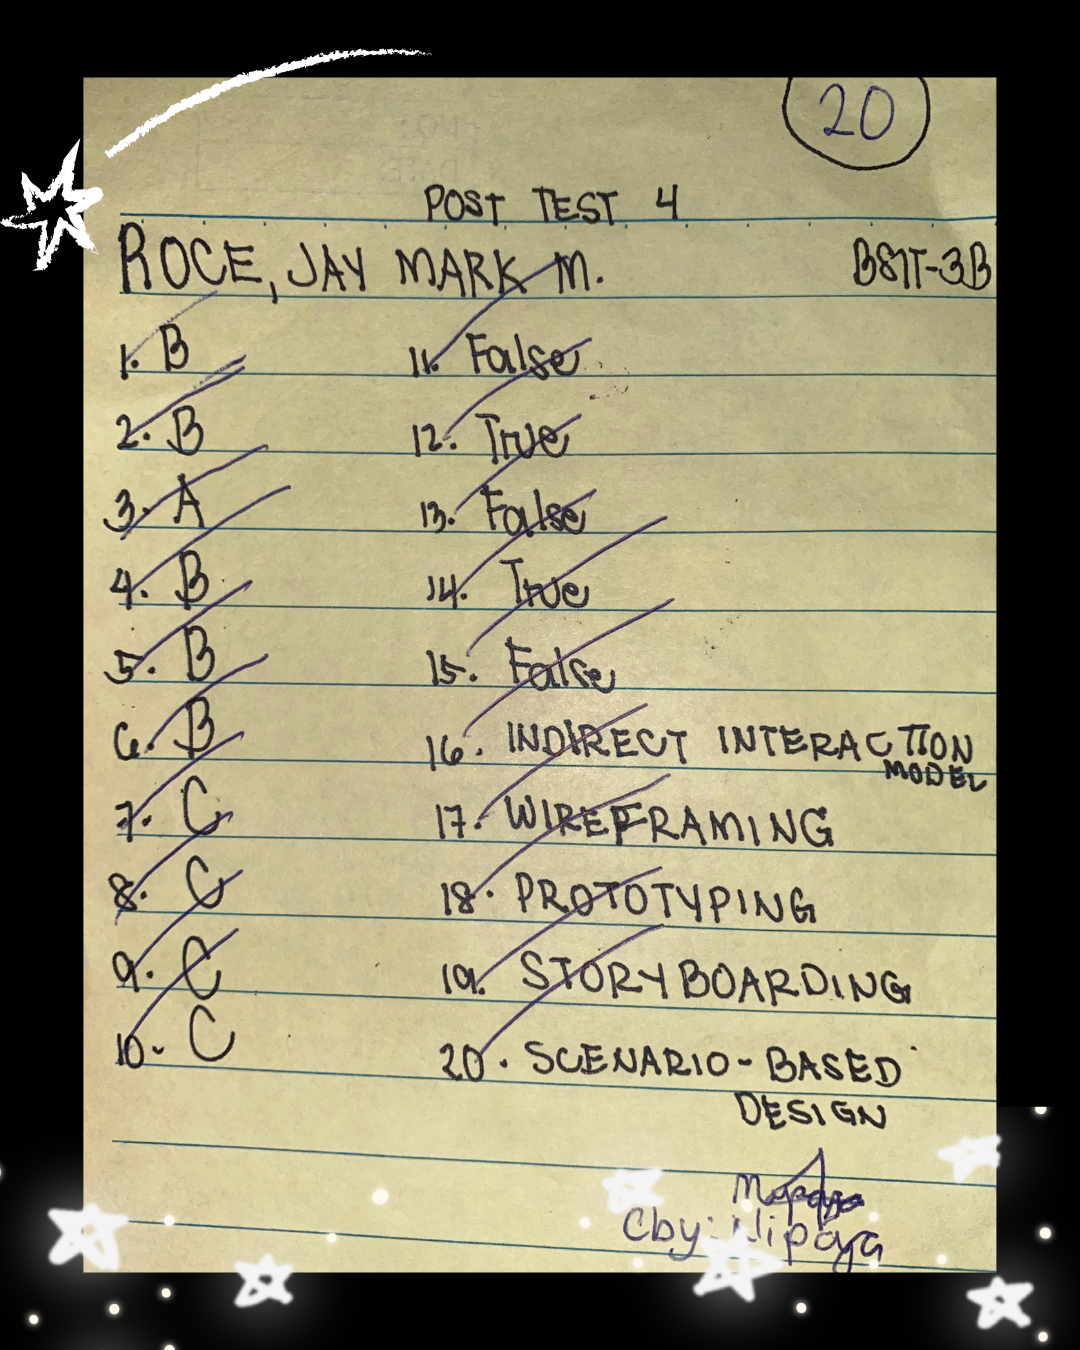 20
POST TEST 4
ROCE, JAY MARK M. BSIT-3B
1. B
2. B
3. A
4. B
5. B
6. B
7. C
8. C
9. C
10. C
11. False
12. True
13. False
14. True
15. False
16. INDIRECT INTERACTION
MODEL
17. WIREFRAMING
18. PROTOTYPING
19. STORYBOARDING
20. SCENARIO-BASED
DESIGN
Cby: Nipaya